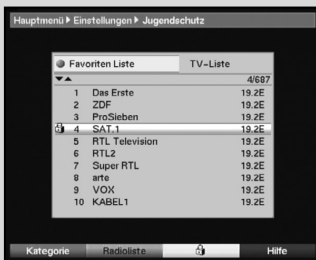 Hauptmenü Einstellungen Jugendschutz
Favoriten Liste TV-Liste
4/687
1 Das Erste 19.2E
2 ZDF 19.2E
3 ProSieben 19.2E
4 SAT.1 19.2E
5 RTL Television 19.2E
6 RTL2 19.2E
7 Super RTL 19.2E
8 arte 19.2E
9 VOX 19.2E
10 KABEL1 19.2E
Kategorie Radioliste Hilfe